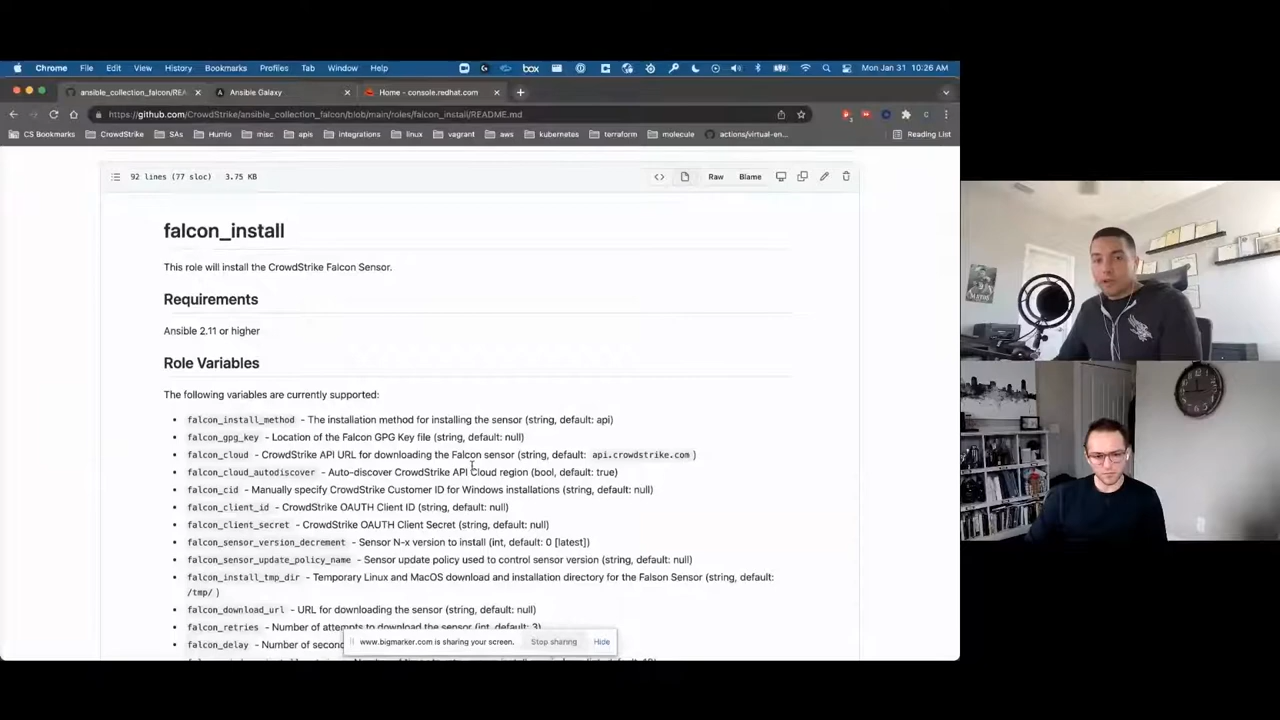 Chrome File Edit View History Bookmarks Profiles Tab Window Help box Mon Jan 31 10:26 AM
ansible_collection_falcon/REA Ansible Galaxy Home - console.redhat.com
https://github.com/CrowdStrike/ansible_collection_falcon/blob/main/roles/falcon_install/README.md
CS Bookmarks CrowdStrike SAs Humio misc apis integrations linux vagrant aws kubernetes terraform molecule actions/virtual-en... Reading List
92 lines (77 sloc) 3.75 KB Raw Blame
falcon_install
This role will install the CrowdStrike Falcon Sensor.
Requirements
Ansible 2.11 or higher
Role Variables
The following variables are currently supported:
falcon_install_method - The installation method for installing the sensor (string, default: api)
falcon_gpg_key - Location of the Falcon GPG Key file (string, default: null)
falcon_cloud - CrowdStrike API URL for downloading the Falcon sensor (string, default: api.crowdstrike.com )
falcon_cloud_autodiscover - Auto-discover CrowdStrike API Cloud region (bool, default: true)
falcon_cid - Manually specify CrowdStrike Customer ID for Windows installations (string, default: null)
falcon_client_id - CrowdStrike OAUTH Client ID (string, default: null)
falcon_client_secret - CrowdStrike OAUTH Client Secret (string, default: null)
falcon_sensor_version_decrement - Sensor N-x version to install (int, default: 0 [latest])
falcon_sensor_update_policy_name - Sensor update policy used to control sensor version (string, default: null)
falcon_install_tmp_dir - Temporary Linux and MacOS download and installation directory for the Falson Sensor (string, default:
/tmp/ )
falcon_download_url - URL for downloading the sensor (string, default: null)
falcon_retries - Number of attempts to download the sensor (int, default: 3)
falcon_delay - Number of second
www.bigmarker.com is sharing your screen. Stop sharing Hide